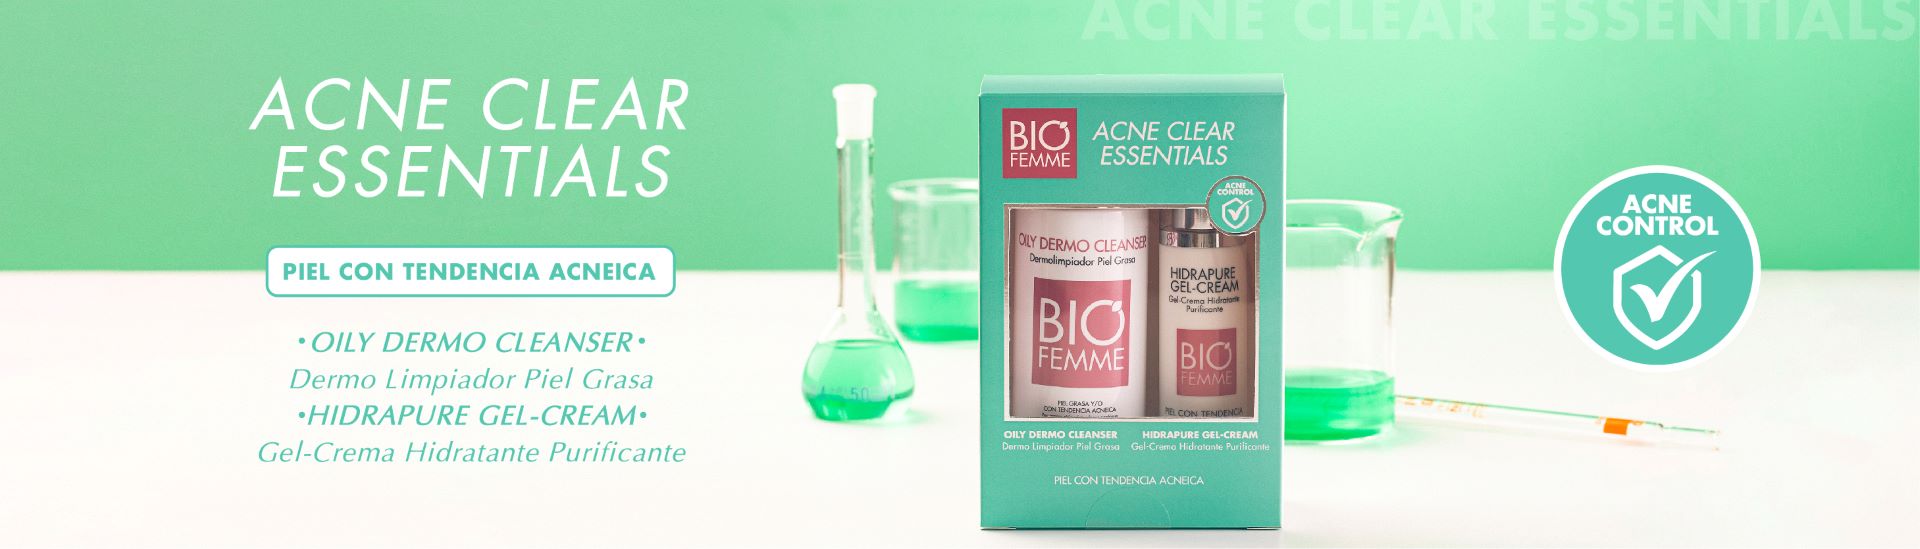 ACNE CLEAR ESSENTIALS
ACNE CLEAR
ESSENTIALS
PIEL CON TENDENCIA ACNEICA
•OILY DERMO CLEANSER•
Dermo Limpiador Piel Grasa
•HIDRAPURE GEL-CREAM•
Gel-Crema Hidratante Purificante
BIO
FEMME
ACNE CLEAR
ESSENTIALS
ACNE
CONTROL
OILY DERMO CLEANSER
Dermolimpiador Piel Grasa
BIO
FEMME
PIEL GRASA Y/O
CON TENDENCIA ACNEICA
HIDRAPURE
GEL-CREAM
Gel-Crema Hidratante
Purificante
BIO
FEMME
PIEL CON TENDENCIA
OILY DERMO CLEANSER
Dermo Limpiador Piel Grasa
HIDRAPURE GEL-CREAM
Gel-Crema Hidratante Purificante
PIEL CON TENDENCIA ACNEICA
50
ACNE
CONTROL